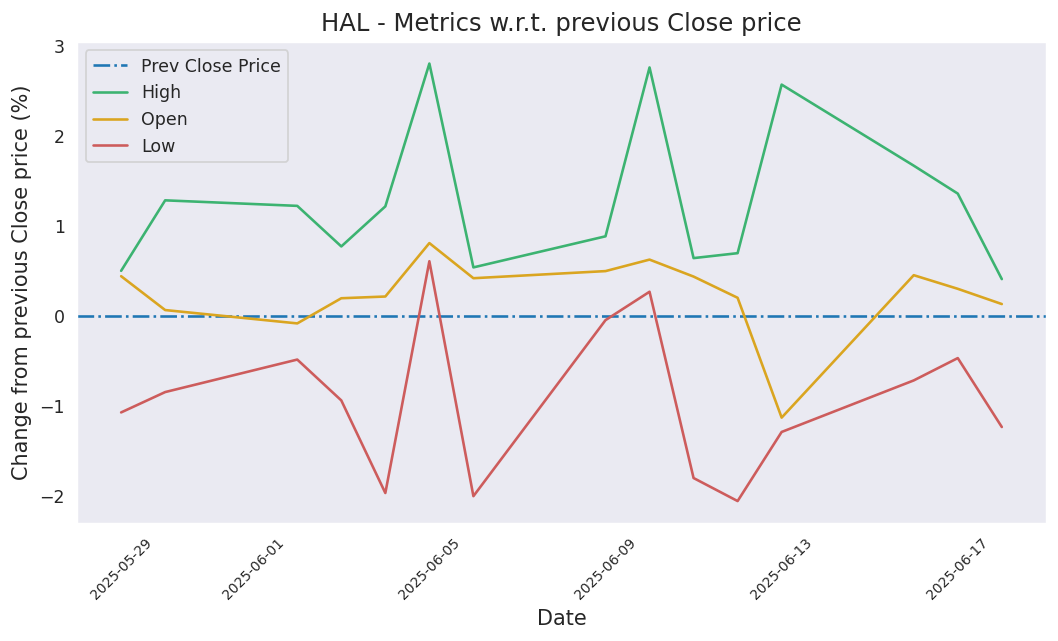 HAL - Metrics w.r.t. previous Close price
Change from previous Close price (%)
3
2
1
0
−1
−2
Prev Close Price
High
Open
Low
2025-05-29
2025-06-01
2025-06-05
2025-06-09
2025-06-13
2025-06-17
Date